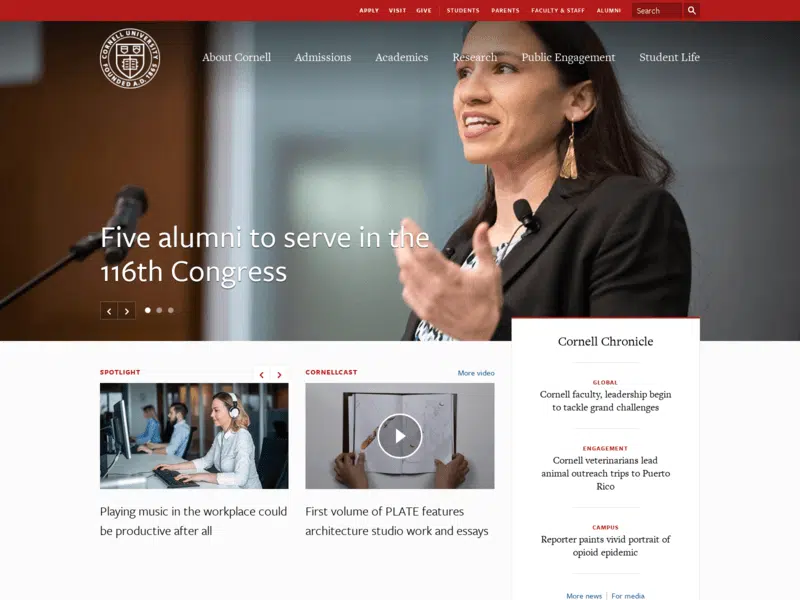 APPLY VISIT GIVE STUDENTS PARENTS FACULTY & STAFF ALUMNI Search
CORNELL UNIVERSITY
FOUNDED A.D. 1865
About Cornell Admissions Academics Research Public Engagement Student Life
Five alumni to serve in the
116th Congress
SPOTLIGHT
Playing music in the workplace could
be productive after all
CORNELLCAST More video
First volume of PLATE features
architecture studio work and essays
Cornell Chronicle
GLOBAL
Cornell faculty, leadership begin
to tackle grand challenges
ENGAGEMENT
Cornell veterinarians lead
animal outreach trips to Puerto
Rico
CAMPUS
Reporter paints vivid portrait of
opioid epidemic
More news | For media